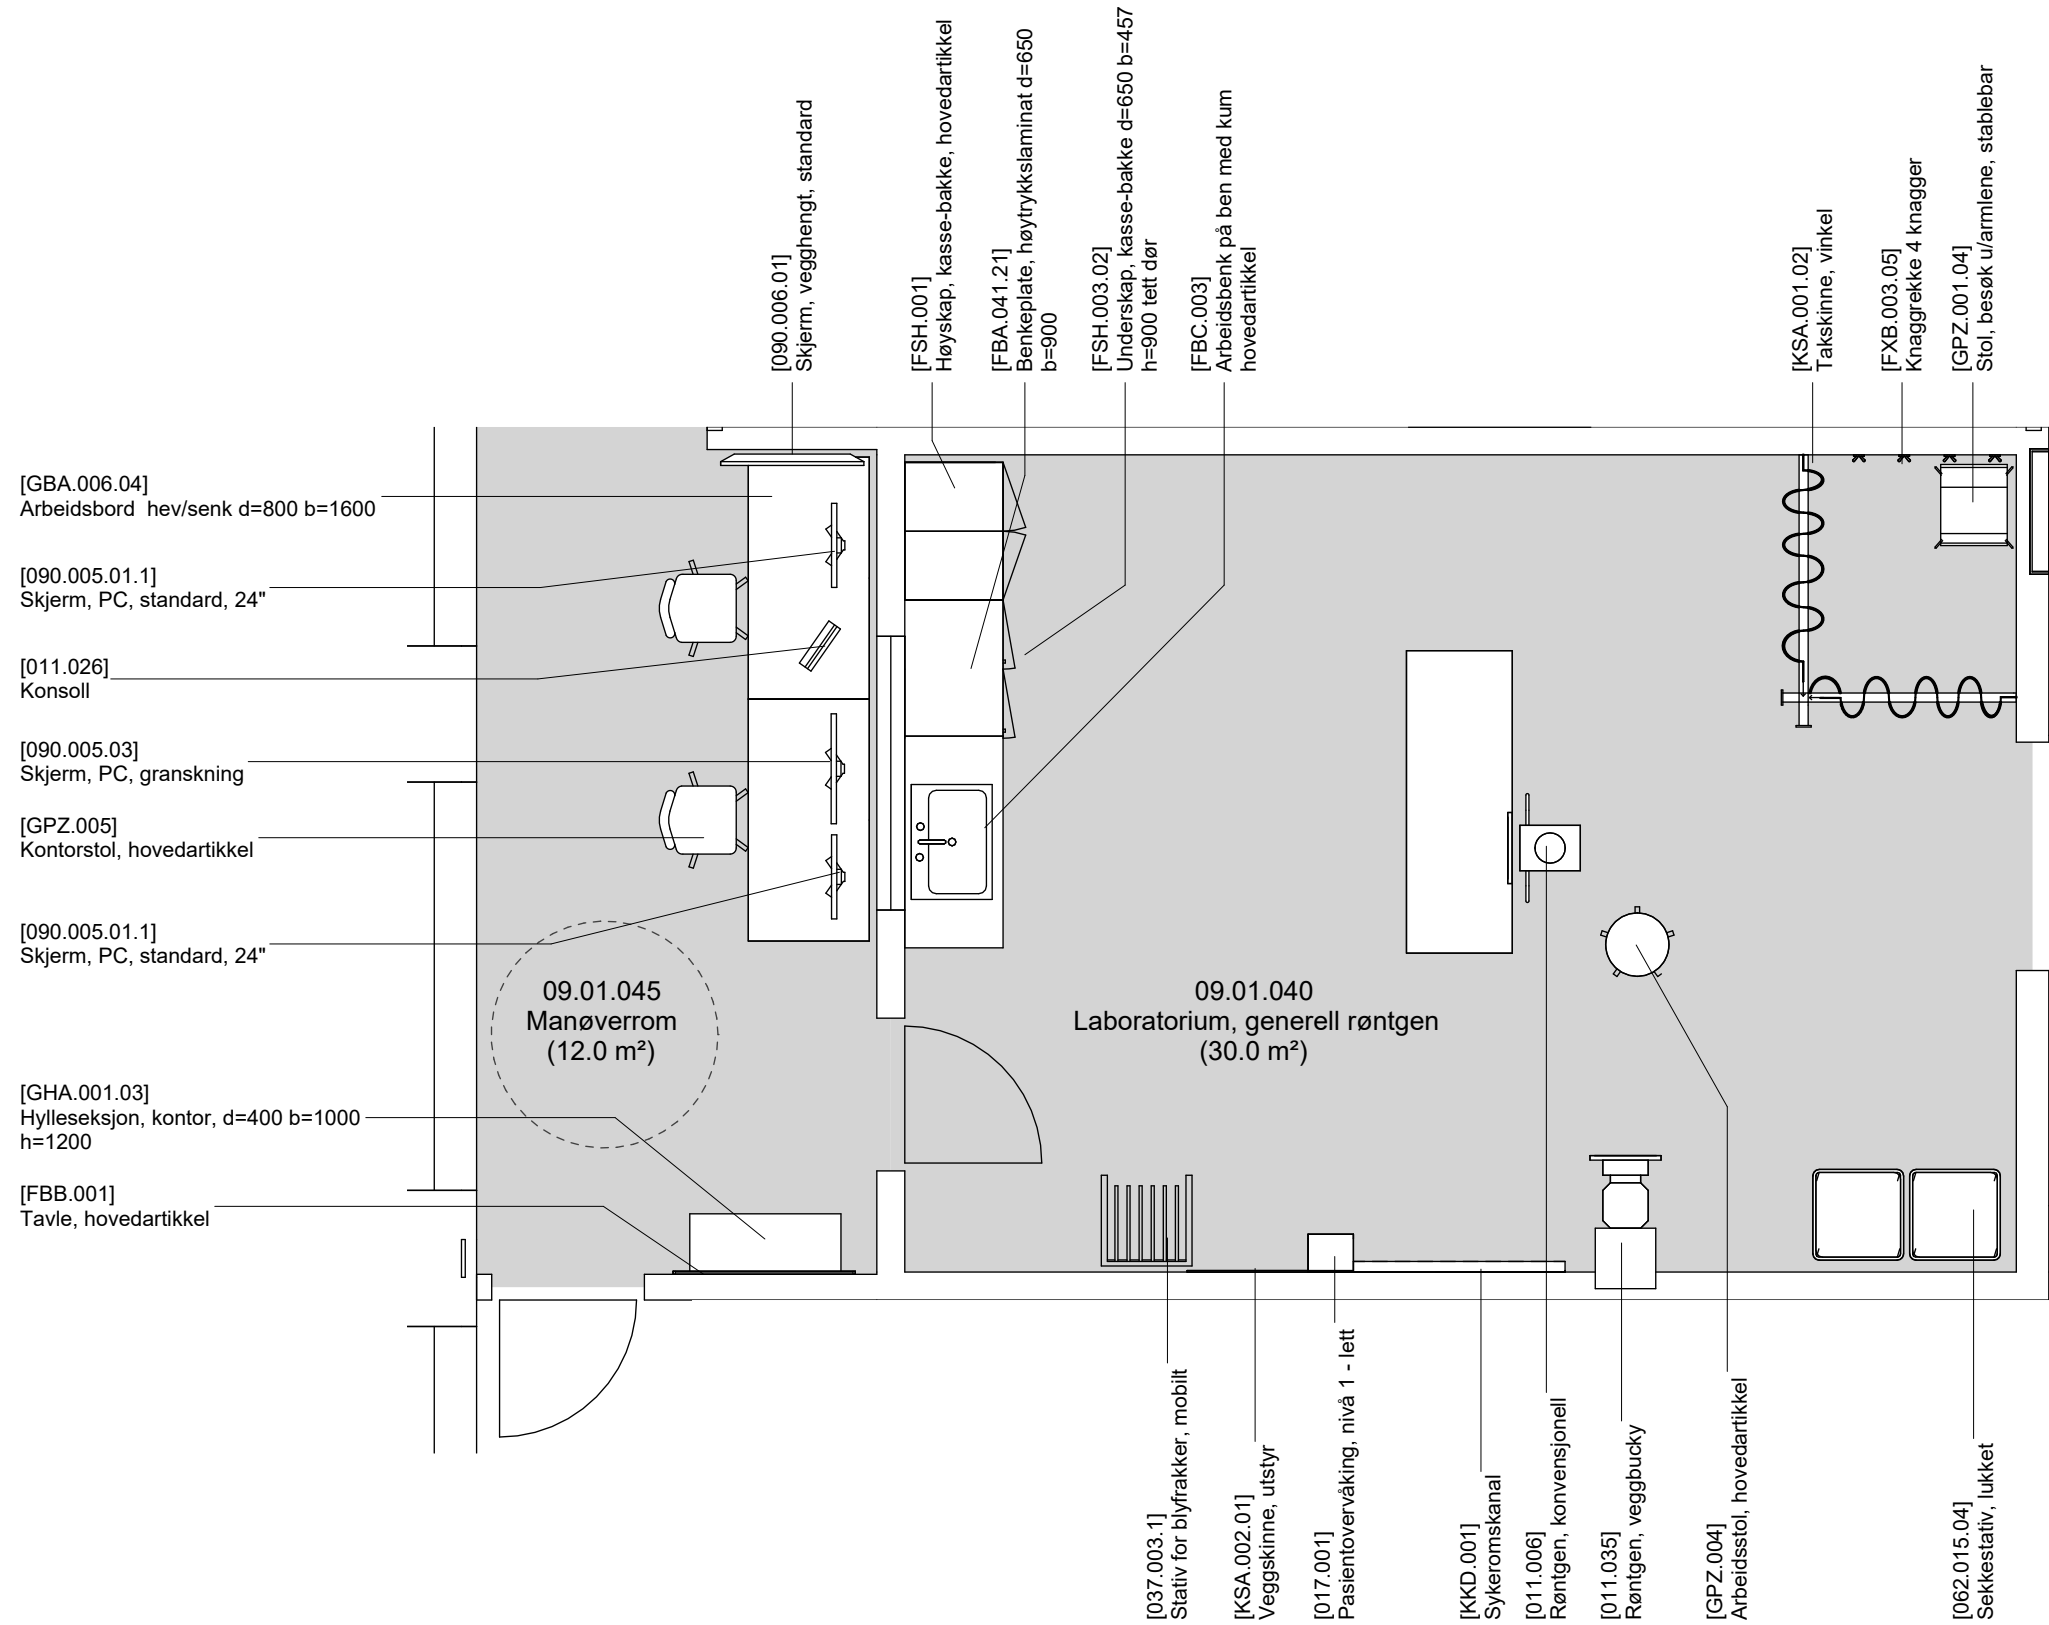 [090.006.01]
Skjerm, vegghengt, standard
[FSH.001]
Høyskap, kasse-bakke, hovedartikkel
[FBA.041.21]
Benkeplate, høytrykkslaminat d=650
b=900
[FSH.003.02]
Underskap, kasse-bakke d=650 b=457
h=900 tett dør
[FBC.003]
Arbeidsbenk på ben med kum
hovedartikkel
[KSA.001.02]
Takskinne, vinkel
[FXB.003.05]
Knaggrekke 4 knagger
[GPZ.001.04]
Stol, besøk u/armlene, stablebar
[GBA.006.04]
Arbeidsbord  hev/senk d=800 b=1600
[090.005.01.1]
Skjerm, PC, standard, 24"
[011.026]
Konsoll
[090.005.03]
Skjerm, PC, granskning
[GPZ.005]
Kontorstol, hovedartikkel
[090.005.01.1]
Skjerm, PC, standard, 24"
09.01.045
Manøverrom
(12.0 m²)
09.01.040
Laboratorium, generell røntgen
(30.0 m²)
[GHA.001.03]
Hylleseksjon, kontor, d=400 b=1000
h=1200
[FBB.001]
Tavle, hovedartikkel
[037.003.1]
Stativ for blyfrakker, mobilt
[KSA.002.01]
Veggskinne, utstyr
[017.001]
Pasientovervåking, nivå 1 - lett
[KKD.001]
Sykeromskanal
[011.006]
Røntgen, konvensjonell
[011.035]
Røntgen, veggbucky
[GPZ.004]
Arbeidsstol, hovedartikkel
[062.015.04]
Sekkestativ, lukket